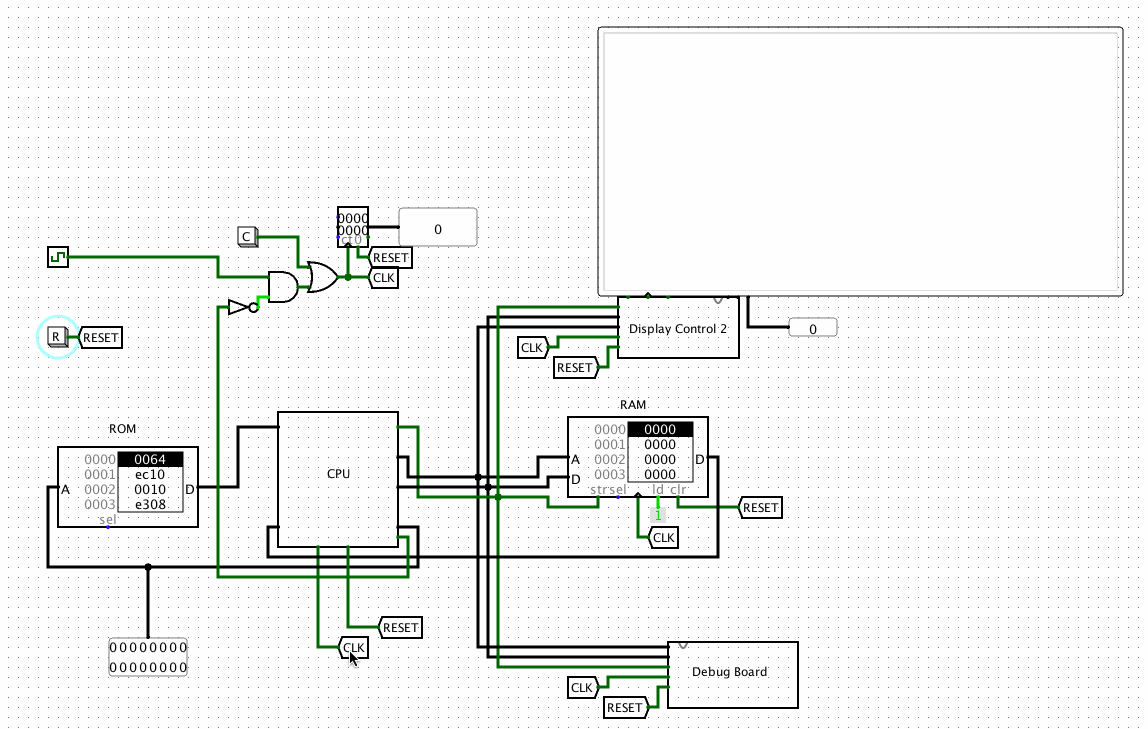 0000
0000
ct0
0
C
RESET
CLK
R
RESET
Display Control 2
0
CLK
RESET
ROM
0000 0064
0001 ec10
0002 0010
0003 e308
A
D
sel
CPU
RAM
0000 0000
0001 0000
0002 0000
0003 0000
A
D
D
str sel ld clr
1
RESET
CLK
RESET
CLK
00000000
00000000
Debug Board
CLK
RESET